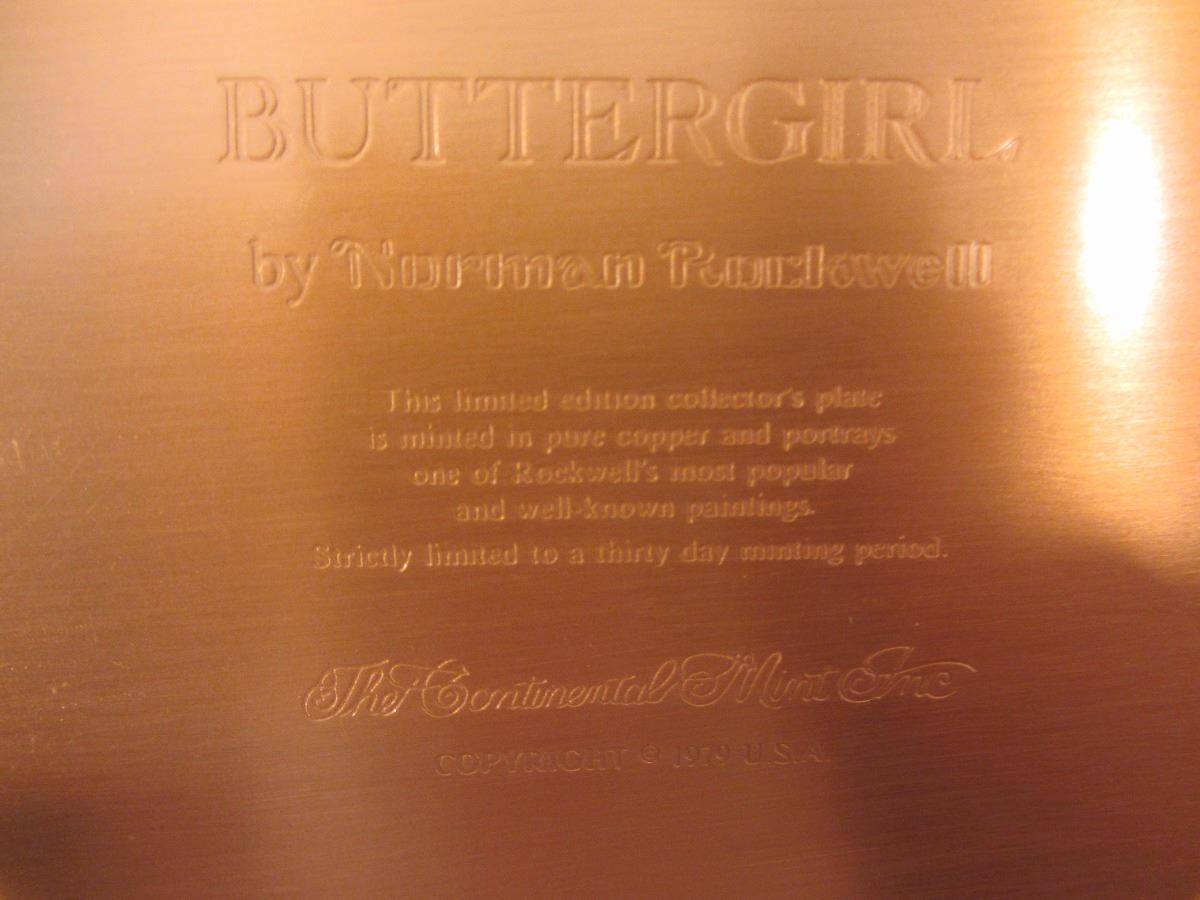 BUTTERGIRL
by Norman Rockwell
This limited edition collector's plate
is minted in pure copper and portrays
one of Rockwell's most popular
and well-known paintings.
Strictly limited to a thirty day minting period.
The Continental Mint Inc
COPYRIGHT © 1979 U.S.A.